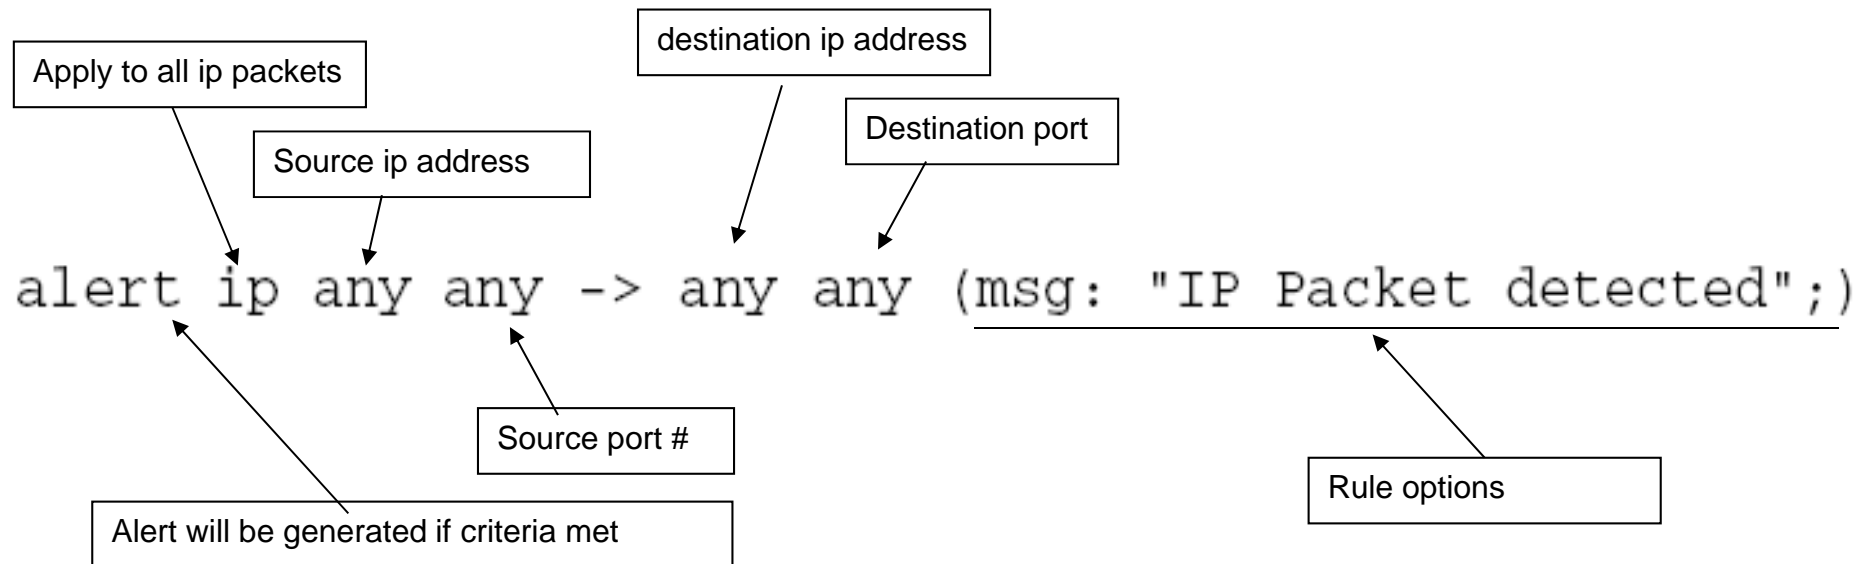 destination ip address
Apply to all ip packets
Destination port
Source ip address
alert ip any any -> any any (msg: "IP Packet detected";)
Source port #
Rule options
Alert will be generated if criteria met